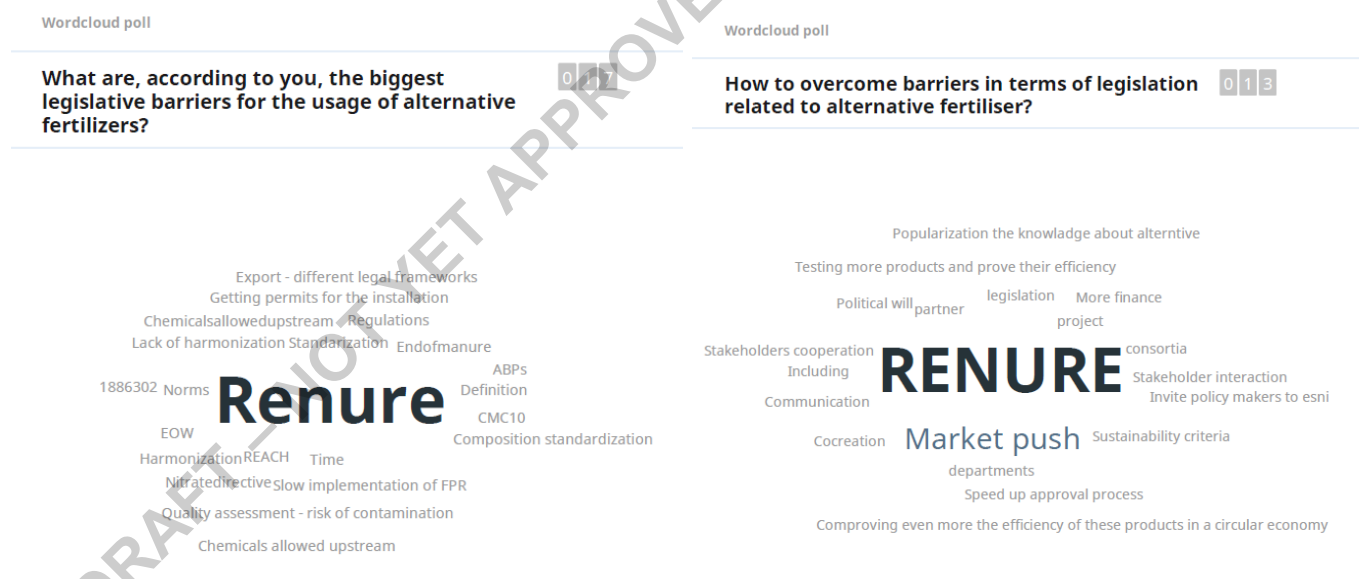 Wordcloud poll
What are, according to you, the biggest
legislative barriers for the usage of alternative
fertilizers?
Export - different legal frameworks
Getting permits for the installation
Chemicalsallowedupstream
Regulations
Lack of harmonization
Standarization
Endofmanure
ABPs
1886302
Norms
Renure
Definition
CMC10
EOW
Composition standardization
Harmonization
REACH
Time
Nitratedirective
Slow implementation of FPR
Quality assessment - risk of contamination
Chemicals allowed upstream
Wordcloud poll
How to overcome barriers in terms of legislation
related to alternative fertiliser?
0 1 3
Popularization the knowladge about alterntive
Testing more products and prove their efficiency
Political will
partner
legislation
More finance
project
Stakeholders cooperation
RENURE
consortia
Including
Stakeholder interaction
Invite policy makers to esni
Communication
Cocreation
Market push
Sustainability criteria
departments
Speed up approval process
Comproving even more the efficiency of these products in a circular economy
DRAFT – NOT YET APPROVE